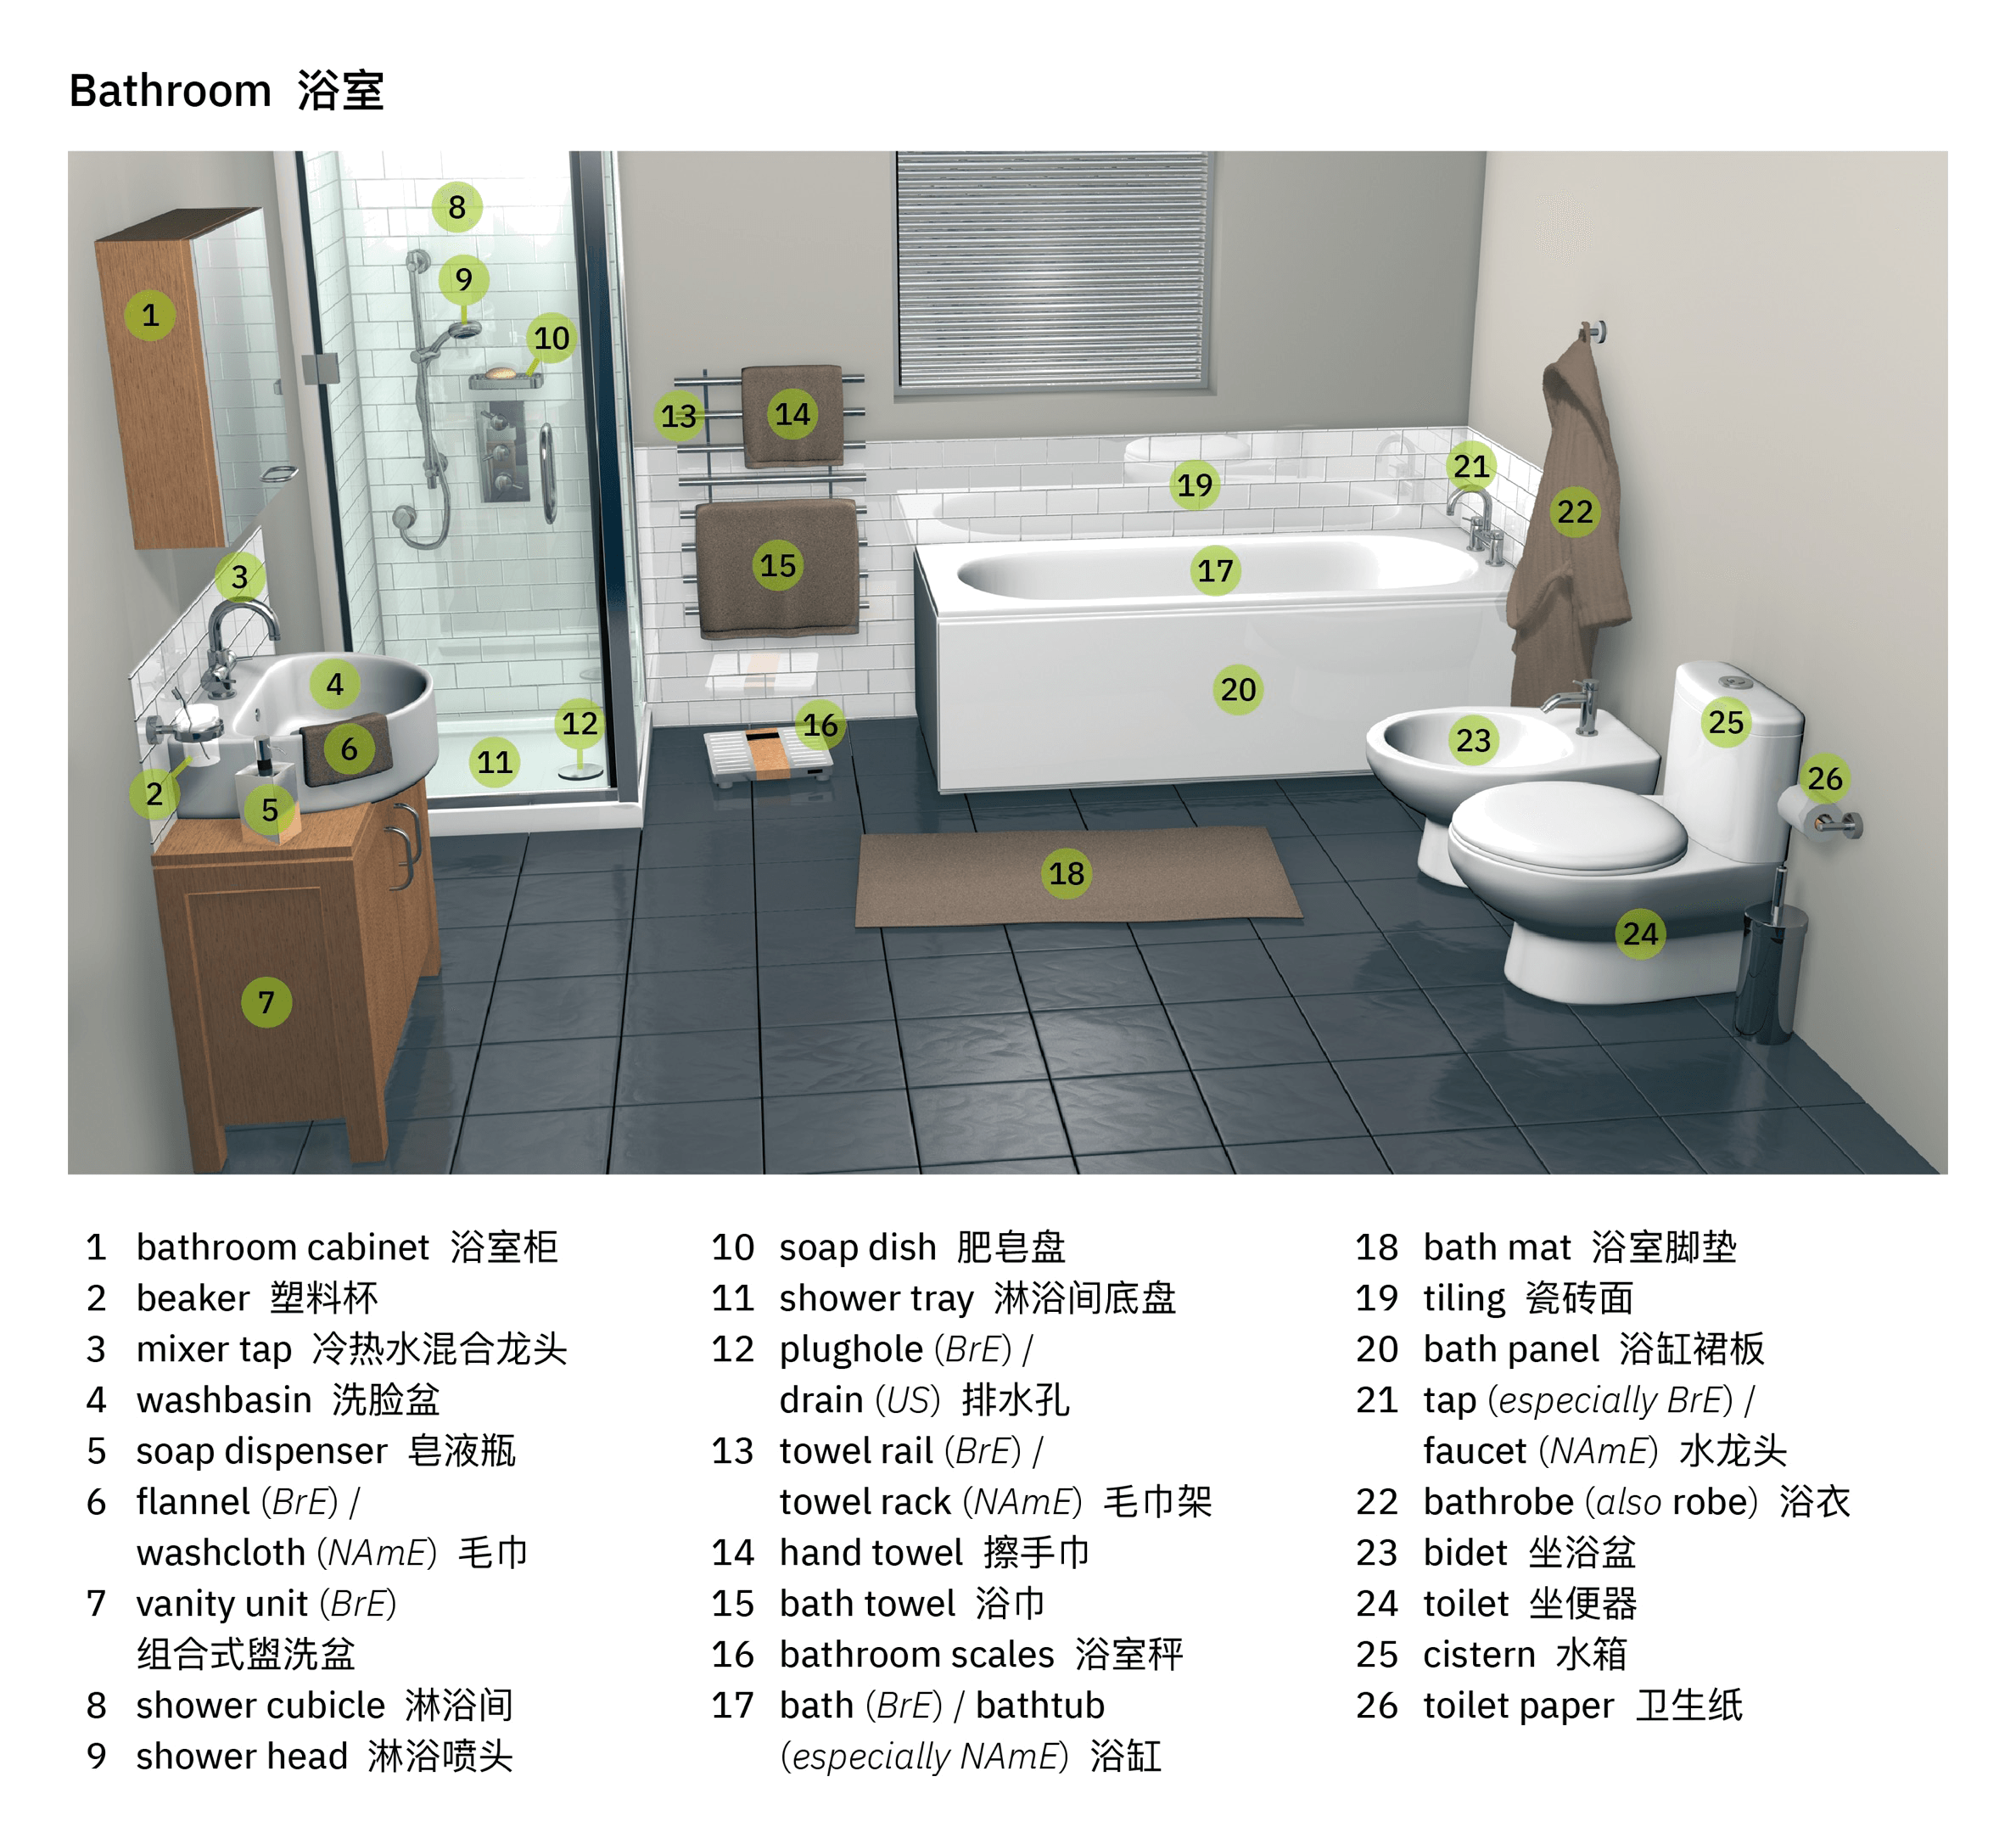 Bathroom 浴室
8
9
1
10
13
14
21
19
22
15
17
3
4
20
25
12
6
16
23
11
2
5
26
18
24
7
1 bathroom cabinet 浴室柜
2 beaker 塑料杯
3 mixer tap 冷热水混合龙头
4 washbasin 洗脸盆
5 soap dispenser 皂液瓶
6 flannel (BrE) /
washcloth (NAmE) 毛巾
7 vanity unit (BrE)
组合式盥洗盆
8 shower cubicle 淋浴间
9 shower head 淋浴喷头
10 soap dish 肥皂盘
11 shower tray 淋浴间底盘
12 plughole (BrE) /
drain (US) 排水孔
13 towel rail (BrE) /
towel rack (NAmE) 毛巾架
14 hand towel 擦手巾
15 bath towel 浴巾
16 bathroom scales 浴室秤
17 bath (BrE) / bathtub
(especially NAmE) 浴缸
18 bath mat 浴室脚垫
19 tiling 瓷砖面
20 bath panel 浴缸裙板
21 tap (especially BrE) /
faucet (NAmE) 水龙头
22 bathrobe (also robe) 浴衣
23 bidet 坐浴盆
24 toilet 坐便器
25 cistern 水箱
26 toilet paper 卫生纸